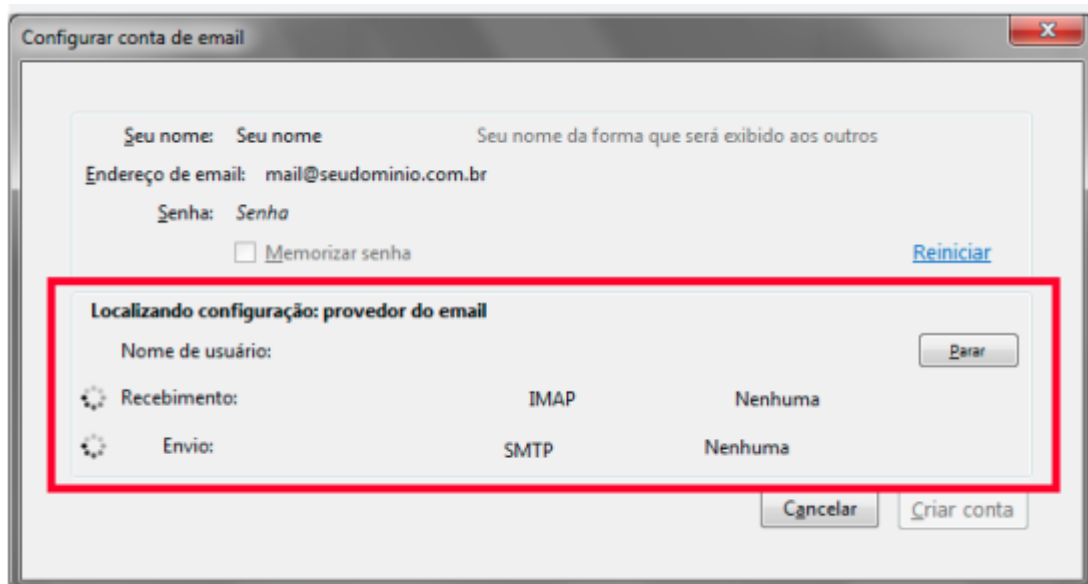 Configurar conta de email
Seu nome: Seu nome Seu nome da forma que será exibido aos outros
Endereço de email: mail@seudominio.com.br
Senha: Senha
Memorizar senha Reiniciar
Localizando configuração: provedor do email
Nome de usuário: Parar
Recebimento: IMAP Nenhuma
Envio: SMTP Nenhuma
Cancelar Criar conta